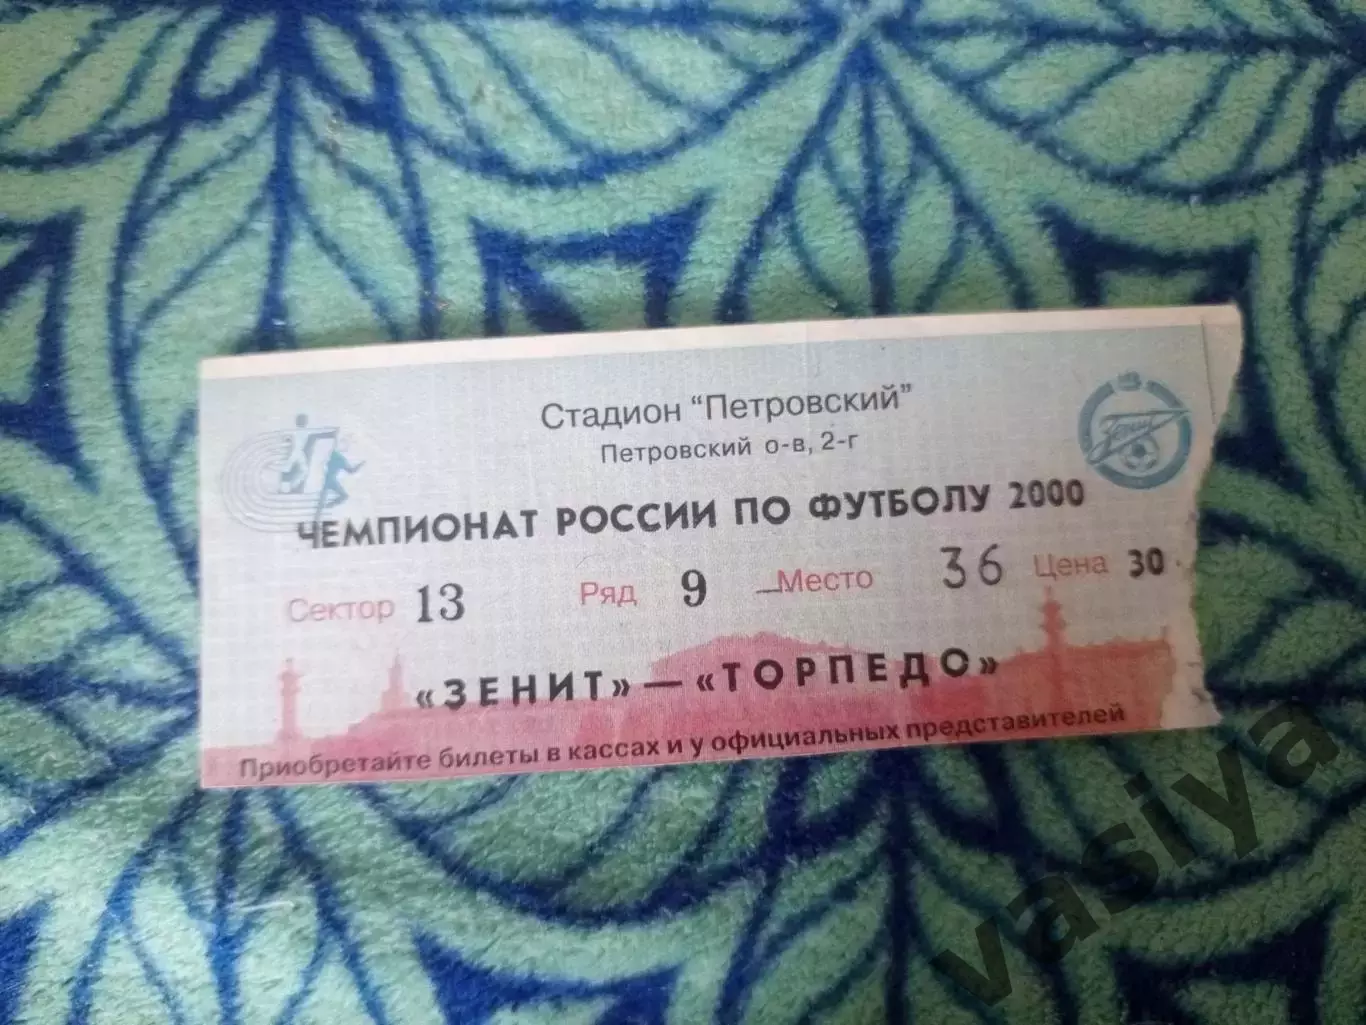 Стадион "Петровский"
Петровский о-в, 2-г
Зенит
ЧЕМПИОНАТ РОССИИ ПО ФУТБОЛУ 2000
Сектор 13 Ряд 9 Место 36 Цена 30
«ЗЕНИТ» — «ТОРПЕДО»
Приобретайте билеты в кассах и у официальных представителей
vasiya